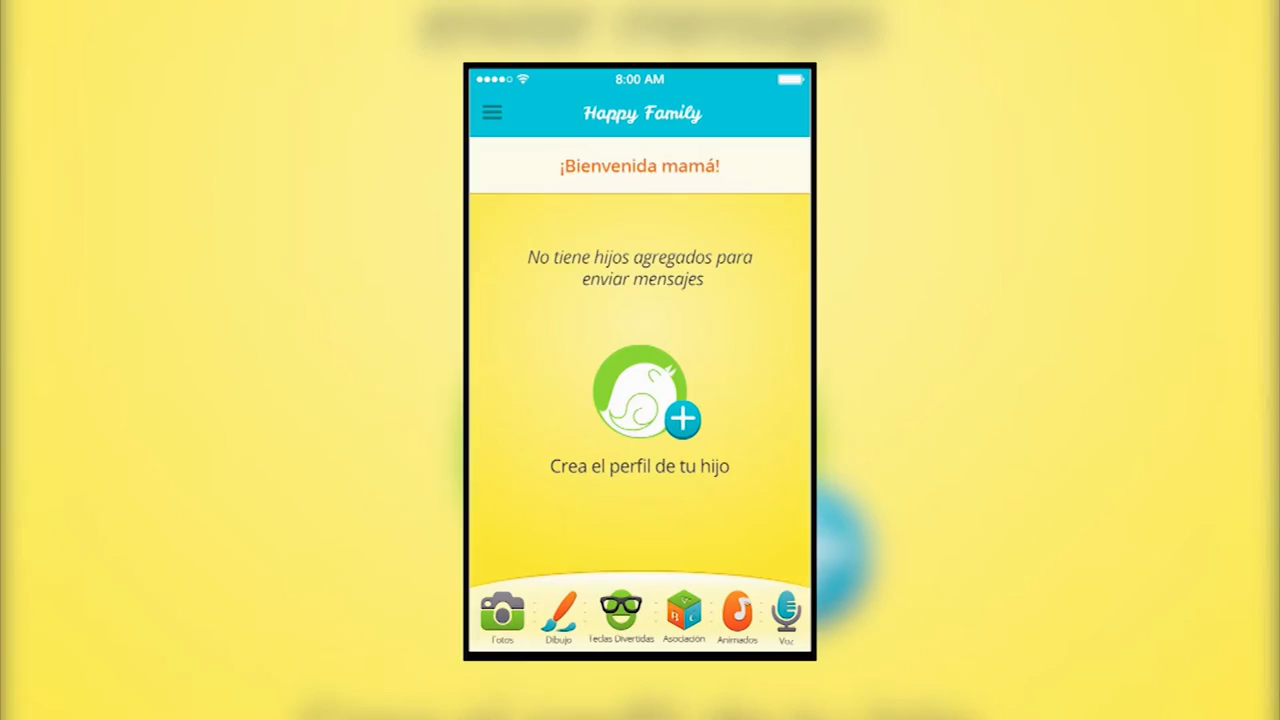 8:00 AM
Happy Family
¡Bienvenida mamá!
No tiene hijos agregados para
enviar mensajes
Crea el perfil de tu hijo
Fotos
Dibujo
Teclas Divertidas
Asociación
Animados
Voz
B C